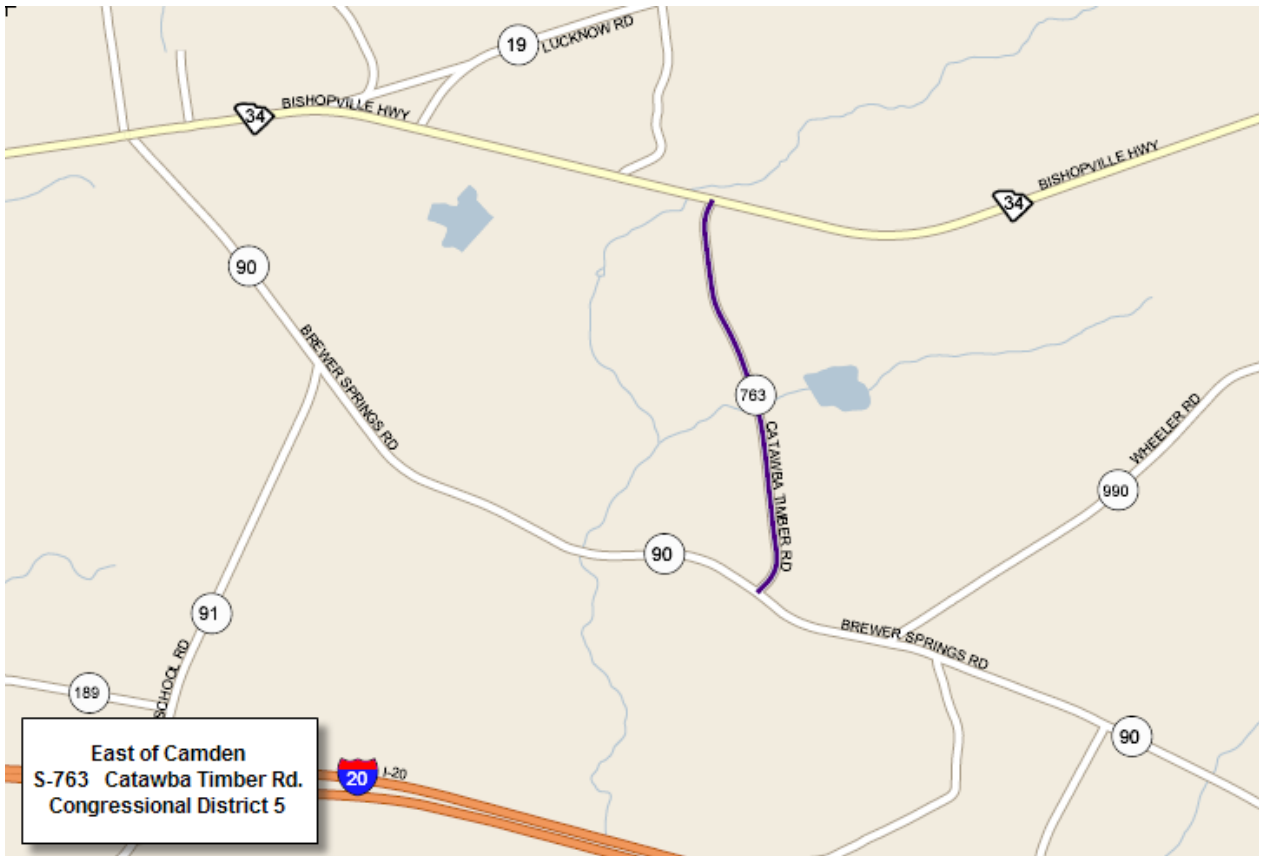 19
LUCKNOW RD
34
BISHOPVILLE HWY
BISHOPVILLE HWY
34
90
BREWER SPRINGS RD
763
CATAWBA TIMBER RD
WHEELER RD
990
90
91
BREWER SPRINGS RD
SCHOOL RD
189
90
20
I-20
East of Camden
S-763 Catawba Timber Rd.
Congressional District 5